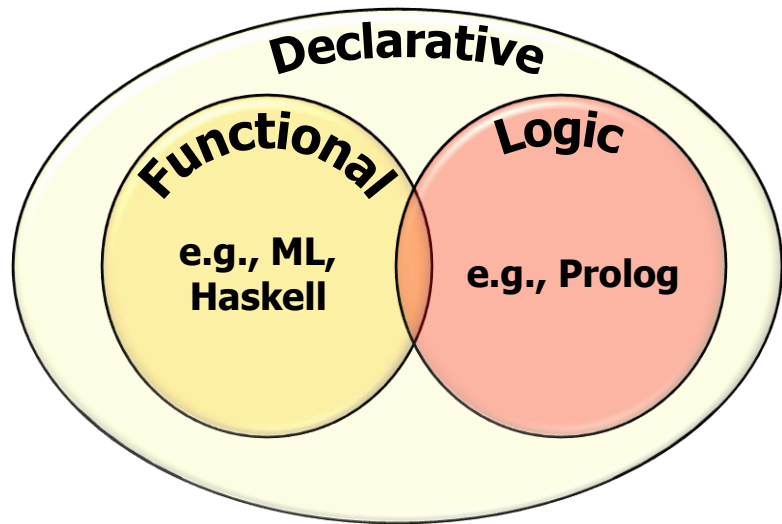 Declarative
Functional
Logic
e.g., ML,
Haskell
e.g., Prolog